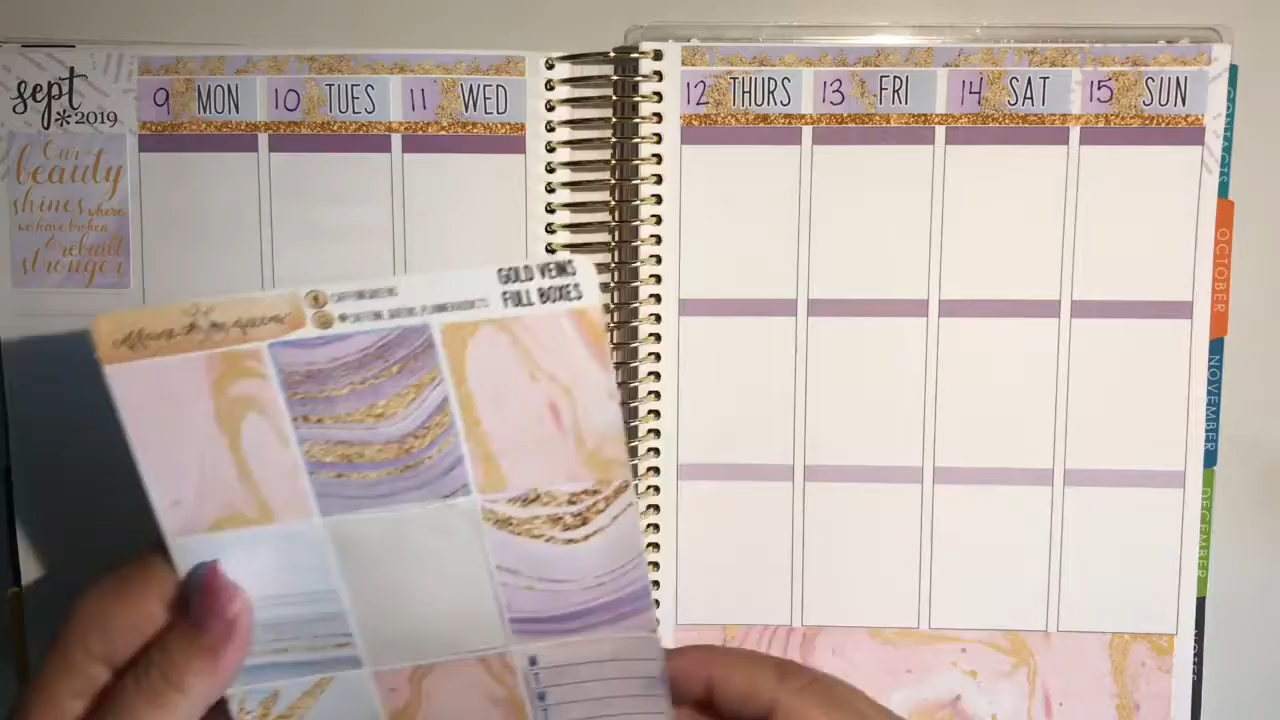 sept
*2019
Our
beauty
shines where
we have broken
& rebuilt
stronger
9 MON
10 TUES
11 WED
12 THURS
13 FRI
14 SAT
15 SUN
GOLD VEINS
FULL BOXES
CONTACTS
OCTOBER
NOVEMBER
DECEMBER
NOTES